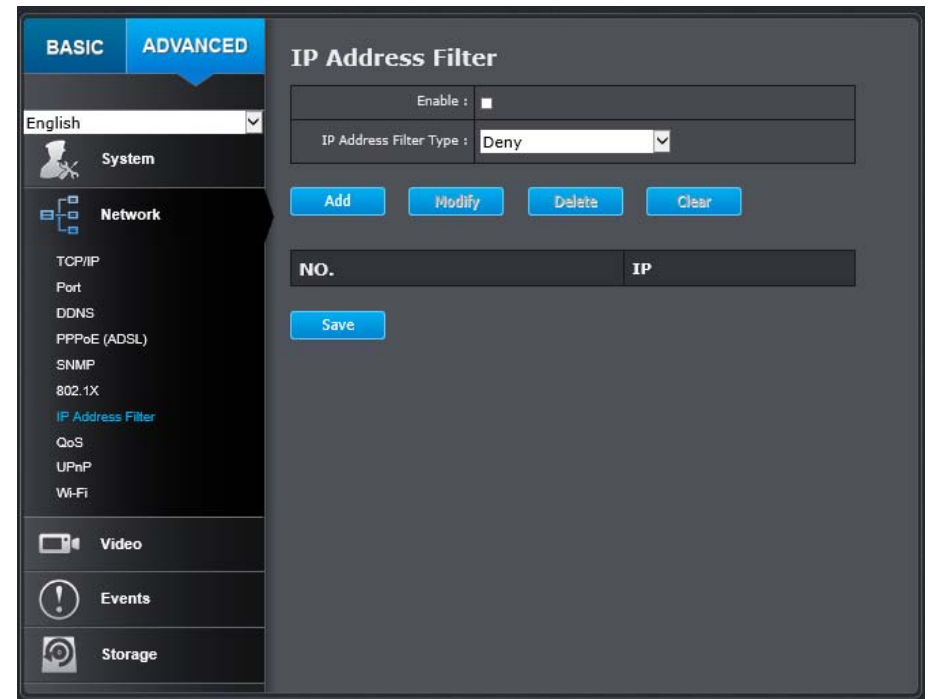 BASIC ADVANCED
English
System
Network
TCP/IP
Port
DDNS
PPPoE (ADSL)
SNMP
802.1X
IP Address Filter
QoS
UPnP
Wi-Fi
Video
Events
Storage
IP Address Filter
Enable :
IP Address Filter Type : Deny
Add Modify Delete Clear
NO. IP
Save